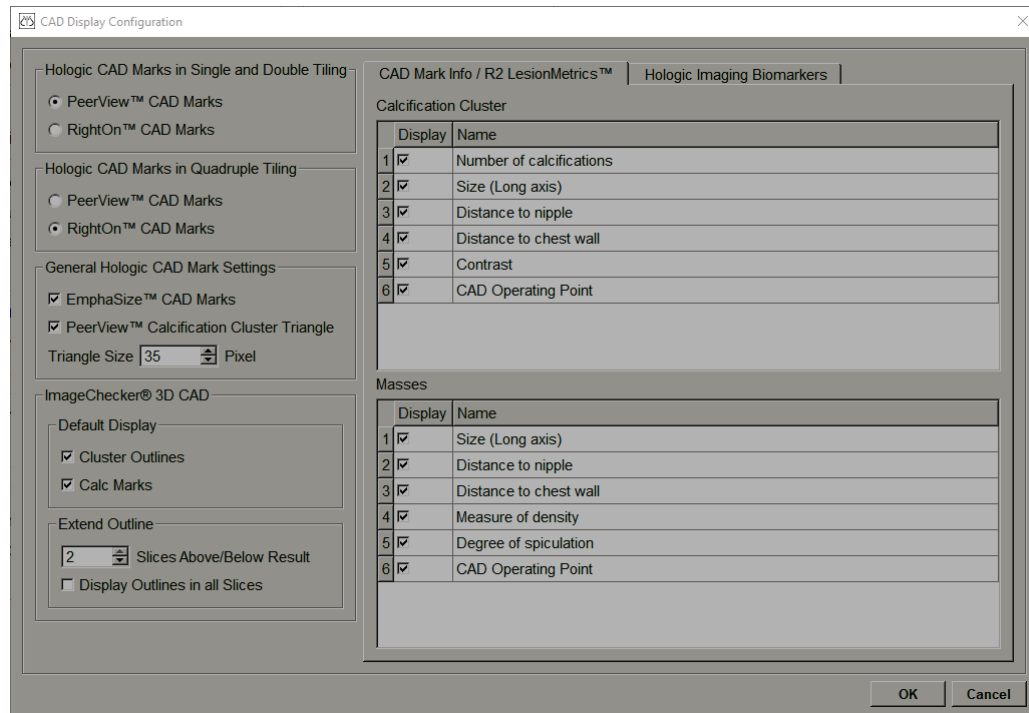 CAD Display Configuration
Hologic CAD Marks in Single and Double Tiling
PeerView™ CAD Marks
RightOn™ CAD Marks
Hologic CAD Marks in Quadruple Tiling
PeerView™ CAD Marks
RightOn™ CAD Marks
General Hologic CAD Mark Settings
EmphaSize™ CAD Marks
PeerView™ Calcification Cluster Triangle
Triangle Size 35 Pixel
ImageChecker® 3D CAD
Default Display
Cluster Outlines
Calc Marks
Extend Outline
2 Slices Above/Below Result
Display Outlines in all Slices
CAD Mark Info / R2 LesionMetrics™ Hologic Imaging Biomarkers
Calcification Cluster
Display Name
1 Number of calcifications
2 Size (Long axis)
3 Distance to nipple
4 Distance to chest wall
5 Contrast
6 CAD Operating Point
Masses
Display Name
1 Size (Long axis)
2 Distance to nipple
3 Distance to chest wall
4 Measure of density
5 Degree of spiculation
6 CAD Operating Point
OK Cancel